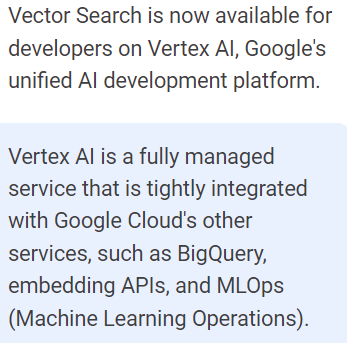 Vector Search is now available for
developers on Vertex AI, Google's
unified AI development platform.
Vertex AI is a fully managed
service that is tightly integrated
with Google Cloud's other
services, such as BigQuery,
embedding APIs, and MLOps
(Machine Learning Operations).